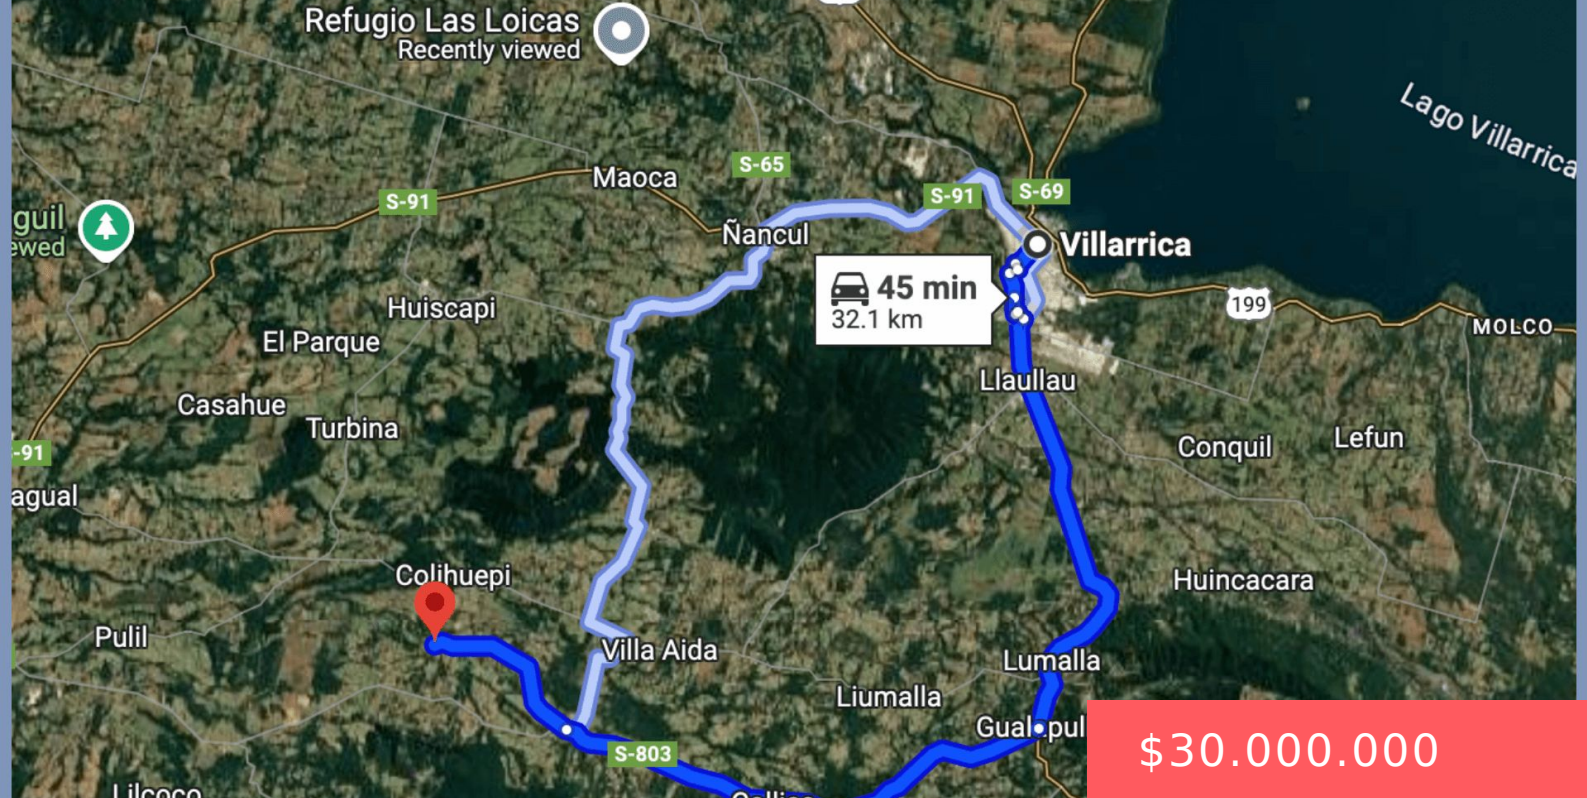 Refugio Las Loicas
Recently viewed
Lago Villarrica
S-65
Maoca
S-91
S-91
S-69
guil
ewed
Ñancul
Villarrica
45 min
32.1 km
199
MOLCO
Huiscapi
El Parque
Llaullau
Casahue
Turbina
Conquil
Lefun
-91
agual
Colihuepi
Huincacara
Pulil
Villa Aida
Lumalla
Liumalla
S-803
$30.000.000